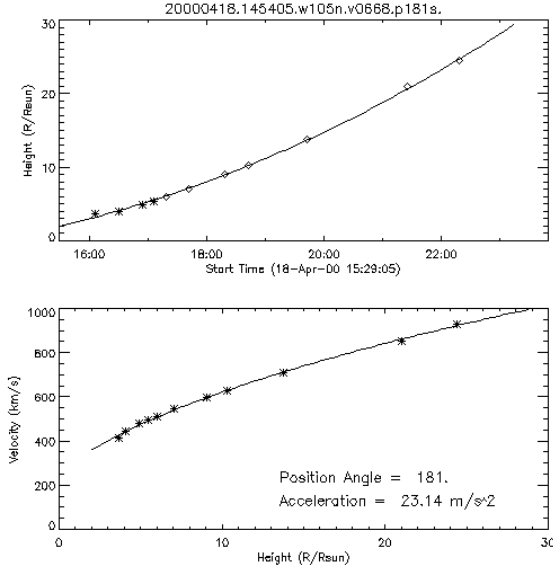 20000418.145405.w105n.v0668.p181s.
30
20
10
0
Height (R/Rsun)
16:00 18:00 20:00 22:00
Start Time (18-Apr-00 15:29:05)
1000
800
600
400
200
0
Velocity (km/s)
Position Angle = 181.
Acceleration = 23.14 m/s^2
0 10 20 30
Height (R/Rsun)